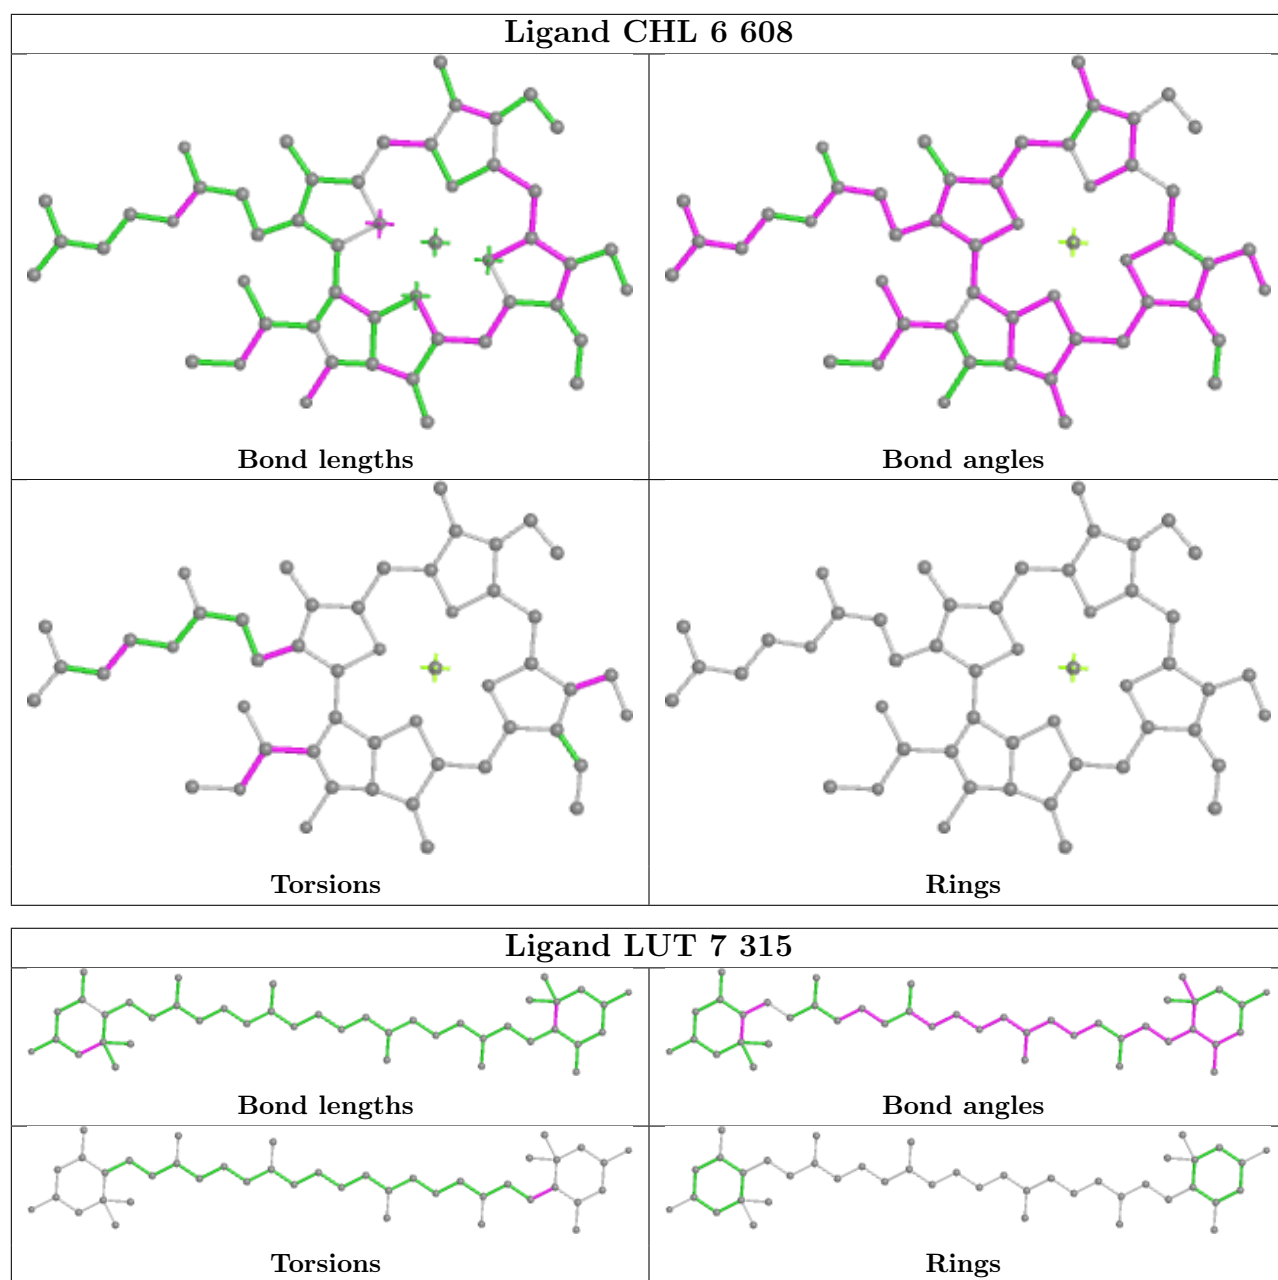 Ligand CHL 6 608
Bond lengths
Bond angles
Torsions
Rings
Ligand LUT 7 315
Bond lengths
Bond angles
Torsions
Rings